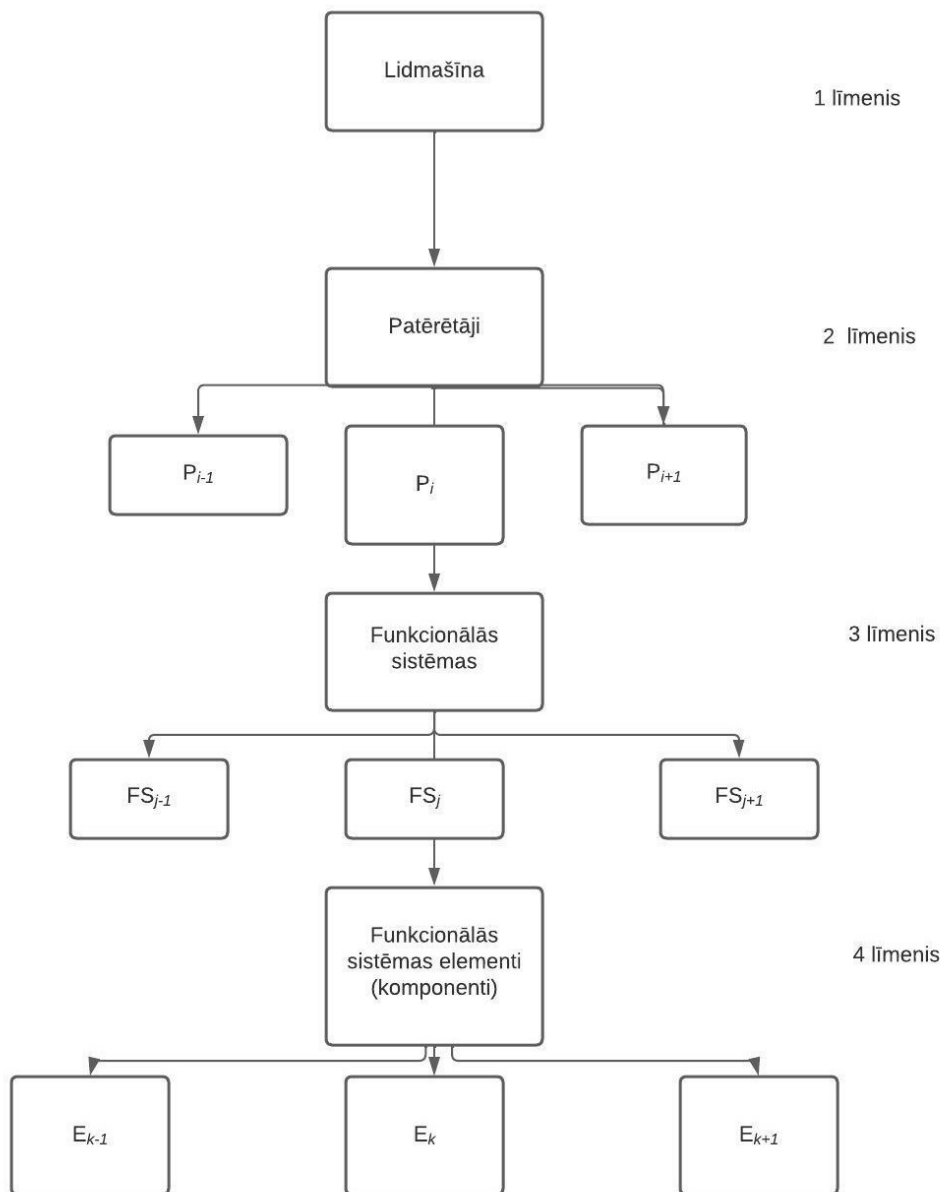 Lidmašīna
1 līmenis
Patērētāji
2 līmenis
Pi-1
Pi
Pi+1
Funkcionālās
sistēmas
3 līmenis
FSj-1
FSj
FSj+1
Funkcionālās
sistēmas elementi
(komponenti)
4 līmenis
Ek-1
Ek
Ek+1